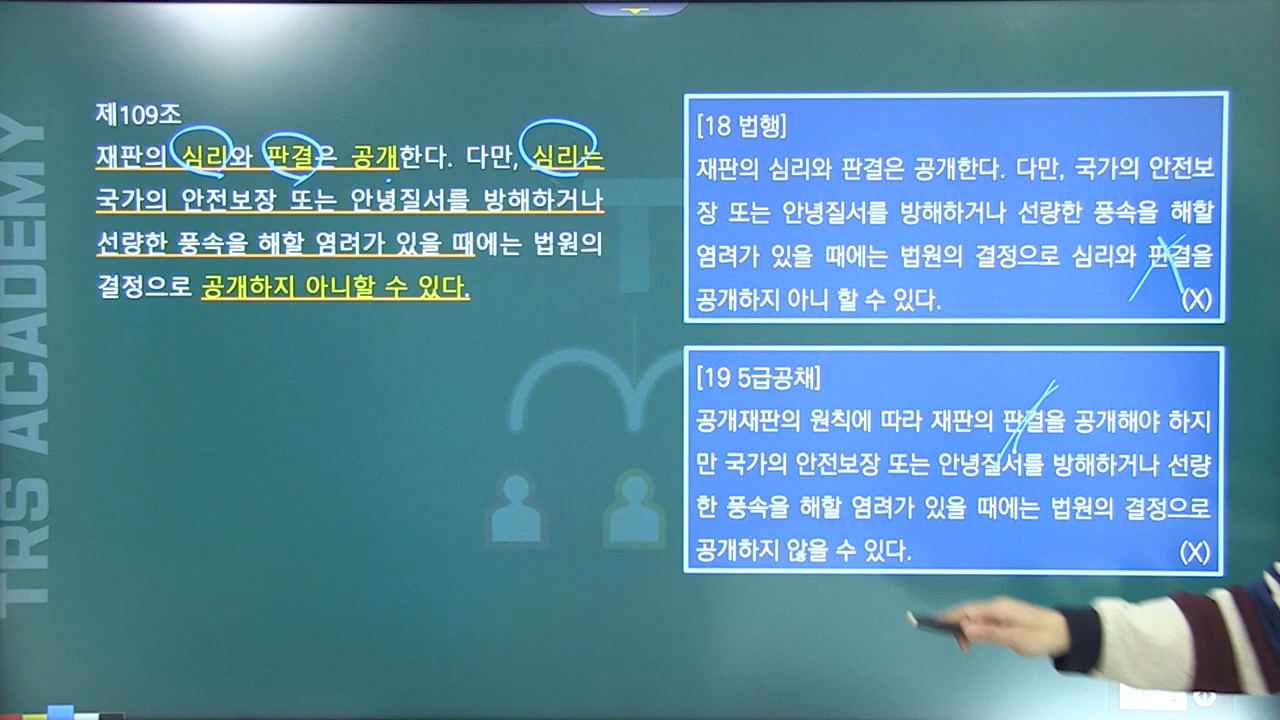 제109조
재판의 심리와 판결은 공개한다. 다만, 심리는
국가의 안전보장 또는 안녕질서를 방해하거나
선량한 풍속을 해할 염려가 있을 때에는 법원의
결정으로 공개하지 아니할 수 있다.
[18 법행]
재판의 심리와 판결은 공개한다. 다만, 국가의 안전보
장 또는 안녕질서를 방해하거나 선량한 풍속을 해할
염려가 있을 때에는 법원의 결정으로 심리와 판결을
공개하지 아니 할 수 있다. (X)
[19 5급공채]
공개재판의 원칙에 따라 재판의 판결을 공개해야 하지
만 국가의 안전보장 또는 안녕질서를 방해하거나 선량
한 풍속을 해할 염려가 있을 때에는 법원의 결정으로
공개하지 않을 수 있다. (X)
TRS ACADEMY